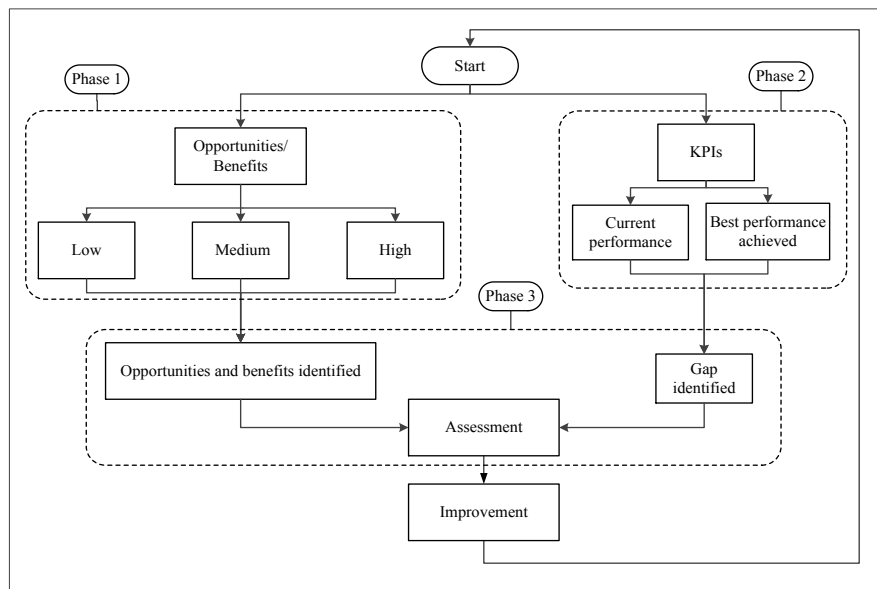 Start
Phase 1
Phase 2
Opportunities/
Benefits
KPIs
Low
Medium
High
Current
performance
Best performance
achieved
Phase 3
Opportunities and benefits identified
Gap
identified
Assessment
Improvement